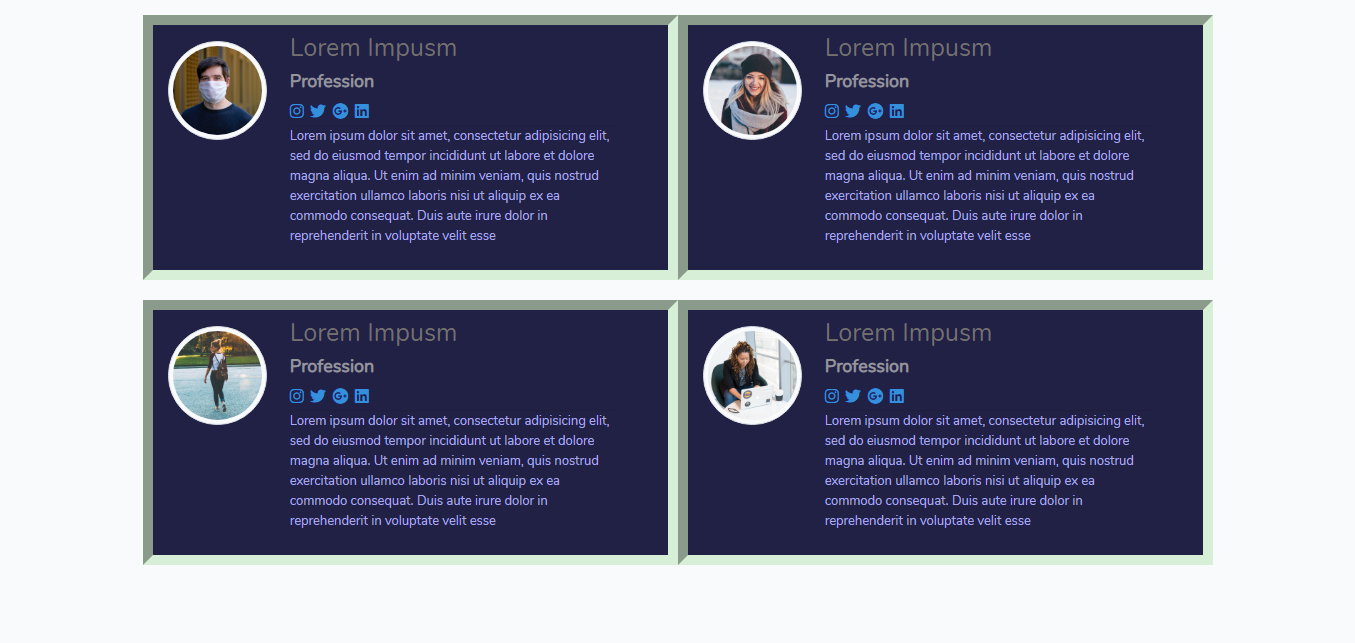 Lorem Impusm
Profession
Lorem ipsum dolor sit amet, consectetur adipisicing elit,
sed do eiusmod tempor incididunt ut labore et dolore
magna aliqua. Ut enim ad minim veniam, quis nostrud
exercitation ullamco laboris nisi ut aliquip ex ea
commodo consequat. Duis aute irure dolor in
reprehenderit in voluptate velit esse
Lorem Impusm
Profession
Lorem ipsum dolor sit amet, consectetur adipisicing elit,
sed do eiusmod tempor incididunt ut labore et dolore
magna aliqua. Ut enim ad minim veniam, quis nostrud
exercitation ullamco laboris nisi ut aliquip ex ea
commodo consequat. Duis aute irure dolor in
reprehenderit in voluptate velit esse
Lorem Impusm
Profession
Lorem ipsum dolor sit amet, consectetur adipisicing elit,
sed do eiusmod tempor incididunt ut labore et dolore
magna aliqua. Ut enim ad minim veniam, quis nostrud
exercitation ullamco laboris nisi ut aliquip ex ea
commodo consequat. Duis aute irure dolor in
reprehenderit in voluptate velit esse
Lorem Impusm
Profession
Lorem ipsum dolor sit amet, consectetur adipisicing elit,
sed do eiusmod tempor incididunt ut labore et dolore
magna aliqua. Ut enim ad minim veniam, quis nostrud
exercitation ullamco laboris nisi ut aliquip ex ea
commodo consequat. Duis aute irure dolor in
reprehenderit in voluptate velit esse